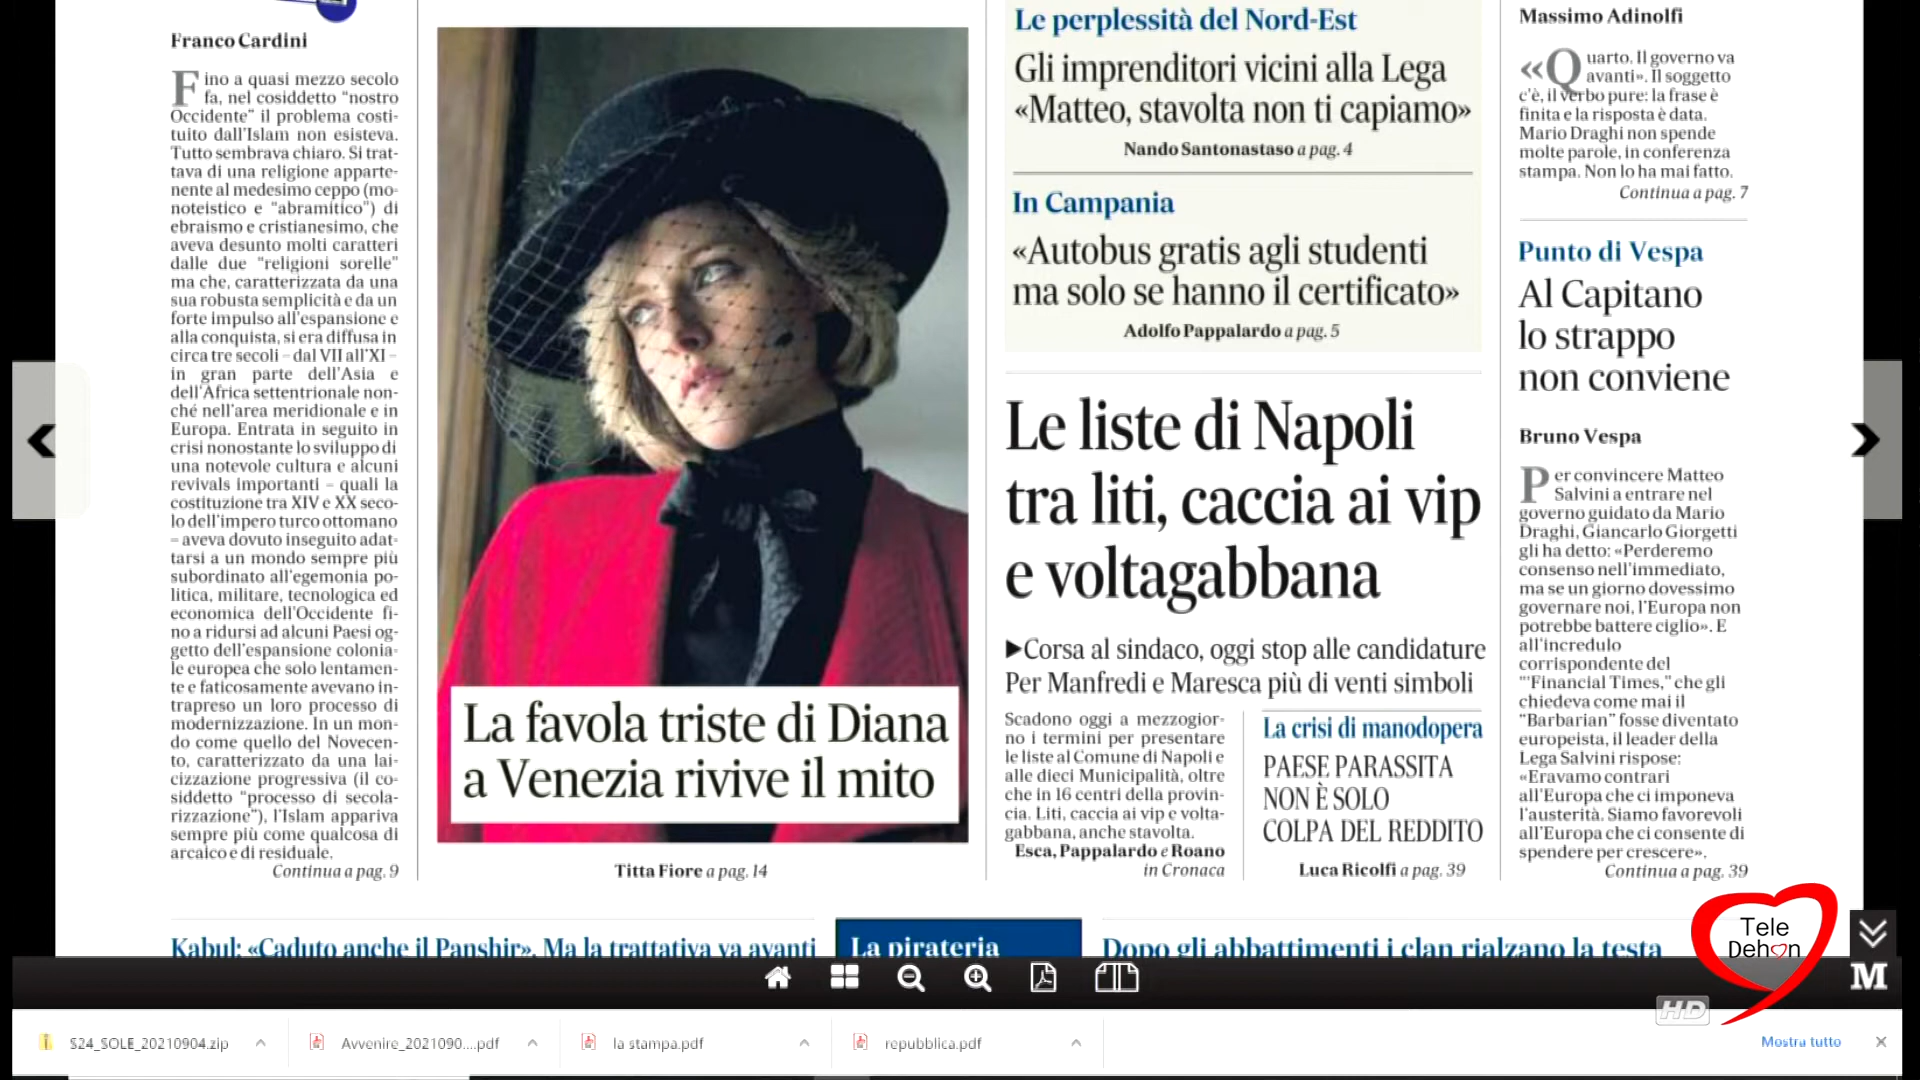 Franco Cardini
Fino a quasi mezzo secolo
fa, nel cosiddetto “nostro
Occidente” il problema costi-
tuito dall'Islam non esisteva.
Tutto sembrava chiaro. Si trat-
tava di una religione apparte-
nente al medesimo ceppo (mo-
noteistico e “abramitico”) di
ebraismo e cristianesimo, che
aveva desunto molti caratteri
dalle due “religioni sorelle”
ma che, caratterizzata da una
sua robusta semplicità e da un
forte impulso all'espansione e
alla conquista, si era diffusa in
circa tre secoli – dal VII all'XI –
in gran parte dell'Asia e
dell'Africa settentrionale non-
ché nell'area meridionale e in
Europa. Entrata in seguito in
crisi nonostante lo sviluppo di
una notevole cultura e alcuni
revivals importanti – quali la
costituzione tra XIV e XX seco-
lo dell'impero turco ottomano
– aveva dovuto inseguito adat-
tarsi a un mondo sempre più
subordinato all'egemonia po-
litica, militare, tecnologica ed
economica dell'Occidente fi-
no a ridursi ad alcuni Paesi og-
getto dell'espansione colonia-
le europea che solo lentamen-
te e faticosamente avevano in-
trapreso un loro processo di
modernizzazione. In un mon-
do come quello del Novecen-
to, caratterizzato da una lai-
cizzazione progressiva (il co-
siddetto “processo di secola-
rizzazione”), l'Islam appariva
sempre più come qualcosa di
arcaico e di residuale.
Continua a pag. 9
La favola triste di Diana
a Venezia rivive il mito
Titta Fiore a pag. 14
Le perplessità del Nord-Est
Gli imprenditori vicini alla Lega
«Matteo, stavolta non ti capiamo»
Nando Santonastaso a pag. 4
In Campania
«Autobus gratis agli studenti
ma solo se hanno il certificato»
Adolfo Pappalardo a pag. 5
Le liste di Napoli
tra liti, caccia ai vip
e voltagabbana
▶Corsa al sindaco, oggi stop alle candidature
Per Manfredi e Maresca più di venti simboli
Scadono oggi a mezzogior-
no i termini per presentare
le liste al Comune di Napoli e
alle dieci Municipalità, oltre
che in 16 centri della provin-
cia. Liti, caccia ai vip e volta-
gabbana, anche stavolta.
Esca, Pappalardo e Roano
in Cronaca
La crisi di manodopera
PAESE PARASSITA
NON È SOLO
COLPA DEL REDDITO
Luca Ricolfi a pag. 39
Massimo Adinolfi
«Quarto. Il governo va
avanti». Il soggetto
c'è, il verbo pure: la frase è
finita e la risposta è data.
Mario Draghi non spende
molte parole, in conferenza
stampa. Non lo ha mai fatto.
Continua a pag. 7
Punto di Vespa
Al Capitano
lo strappo
non conviene
Bruno Vespa
Per convincere Matteo
Salvini a entrare nel
governo guidato da Mario
Draghi, Giancarlo Giorgetti
gli ha detto: «Perderemo
consenso nell'immediato,
ma se un giorno dovessimo
governare noi, l'Europa non
potrebbe battere ciglio». E
all'incredulo
corrispondente del
"“Financial Times,” che gli
chiedeva come mai il
“Barbarian” fosse diventato
europeista, il leader della
Lega Salvini rispose:
«Eravamo contrari
all'Europa che ci imponeva
l'austerità. Siamo favorevoli
all'Europa che ci consente di
spendere per crescere».
Continua a pag. 39
Kabul: «Caduto anche il Panshir». Ma la trattativa va avanti
La pirateria
Dopo gli abbattimenti i clan rialzano la testa
Tele
Dehon
HD
M
S24_SOLE_20210904.zip
Avvenire_2021090....pdf
la stampa.pdf
repubblica.pdf
Mostra tutto